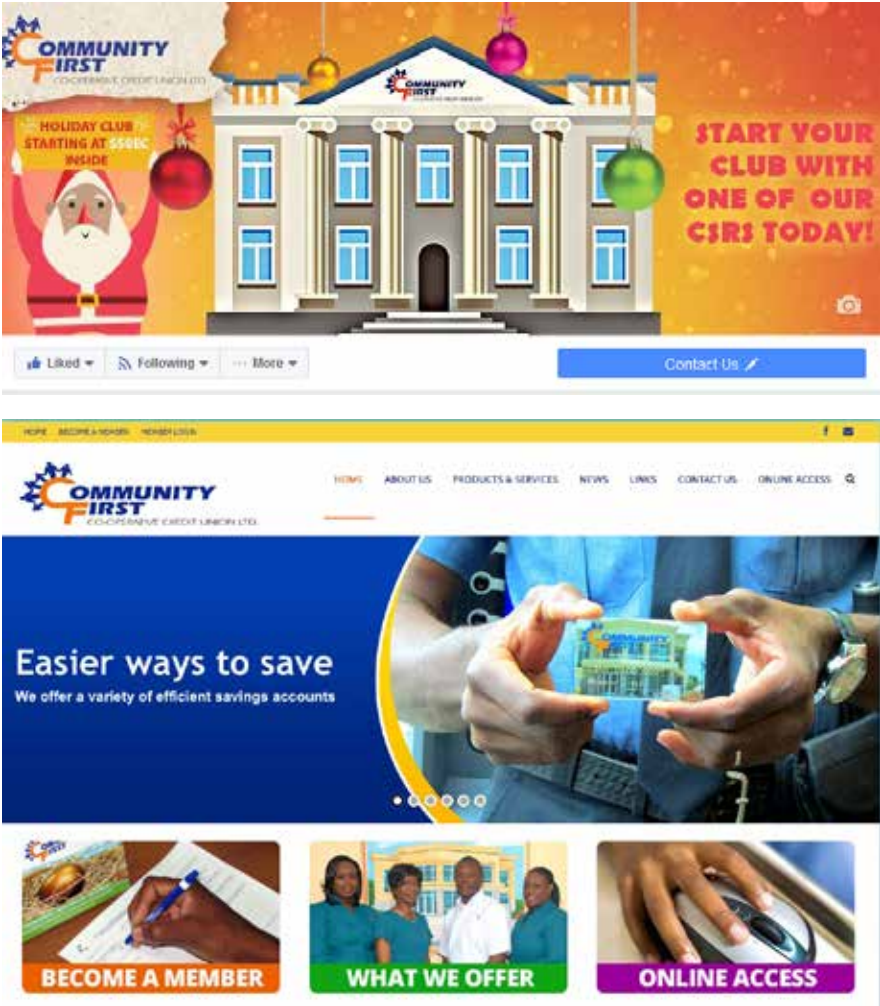 COMMUNITY
FIRST
CO-OPERATIVE CREDIT UNION LTD.
HOLIDAY CLUB
STARTING AT
INSIDE
COMMUNITY
FIRST
START YOUR
CLUB WITH
ONE OF OUR
CSRS TODAY!
Liked
Following
More
Contact Us
HOME BECOME A MEMBER MEMBER LOGIN
COMMUNITY
FIRST
CO-OPERATIVE CREDIT UNION LTD.
HOME ABOUT US PRODUCTS & SERVICES NEWS LINKS CONTACT US ONLINE ACCESS
Easier ways to save
We offer a variety of efficient savings accounts
COMMUNITY
BECOME A MEMBER
WHAT WE OFFER
ONLINE ACCESS